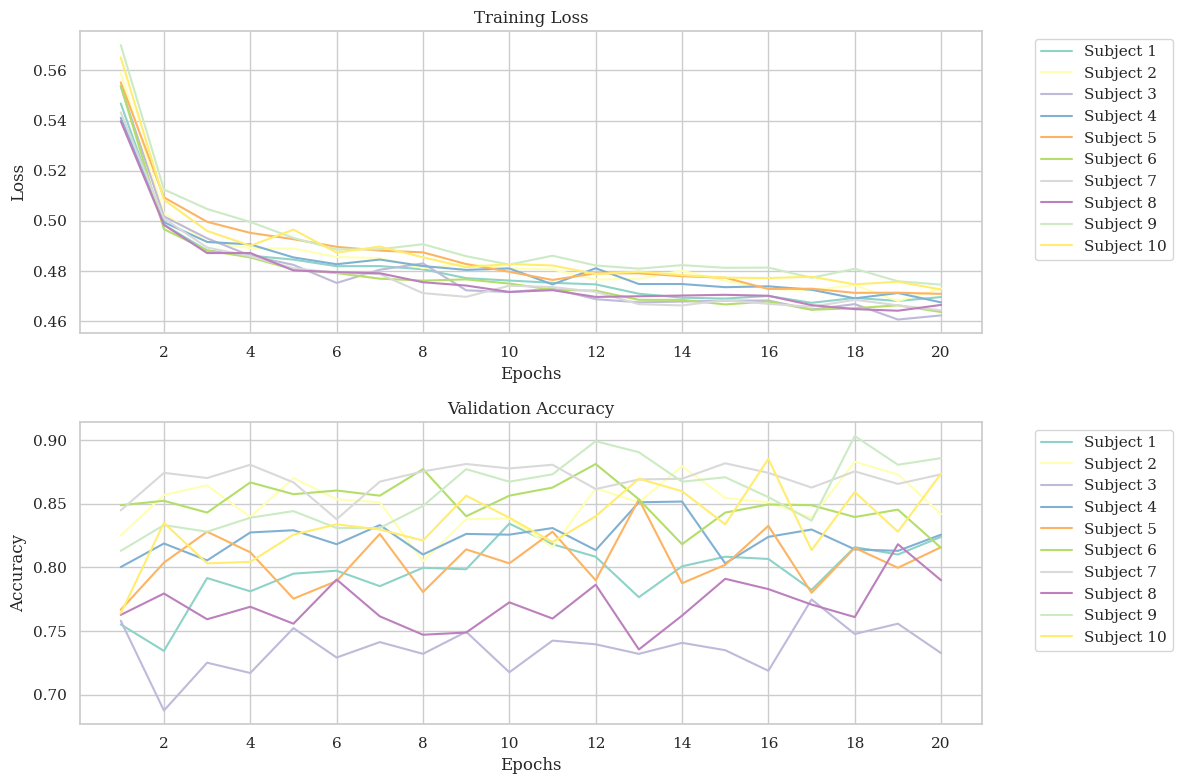 Training Loss
0.56
0.54
0.52
0.50
0.48
0.46
Loss
2 4 6 8 10 12 14 16 18 20
Epochs
Subject 1
Subject 2
Subject 3
Subject 4
Subject 5
Subject 6
Subject 7
Subject 8
Subject 9
Subject 10
Validation Accuracy
0.90
0.85
0.80
0.75
0.70
Accuracy
2 4 6 8 10 12 14 16 18 20
Epochs
Subject 1
Subject 2
Subject 3
Subject 4
Subject 5
Subject 6
Subject 7
Subject 8
Subject 9
Subject 10